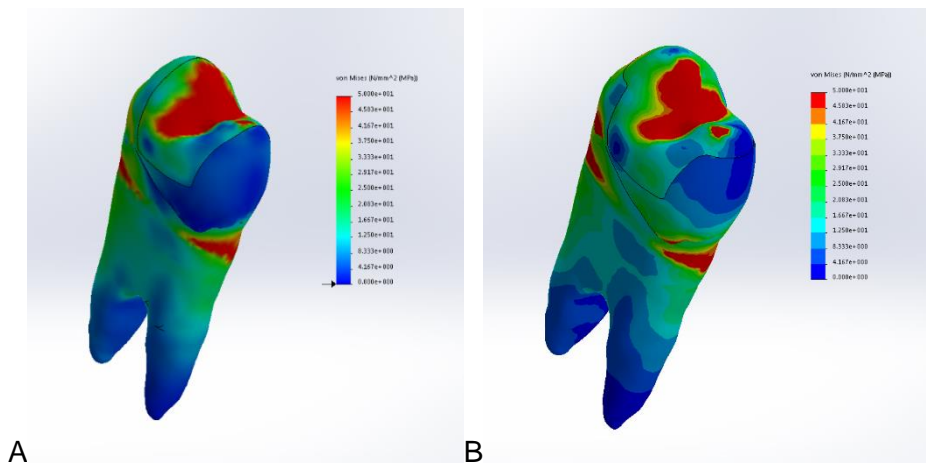 von Mises (N/mm^2 (MPa))
5.000e+001
4.583e+001
4.167e+001
3.750e+001
3.333e+001
2.917e+001
2.500e+001
2.083e+001
1.667e+001
1.250e+001
8.333e+000
4.167e+000
0.000e+000
A
von Mises (N/mm^2 (MPa))
5.000e+001
4.583e+001
4.167e+001
3.750e+001
3.333e+001
2.917e+001
2.500e+001
2.083e+001
1.667e+001
1.250e+001
8.333e+000
4.167e+000
0.000e+000
B